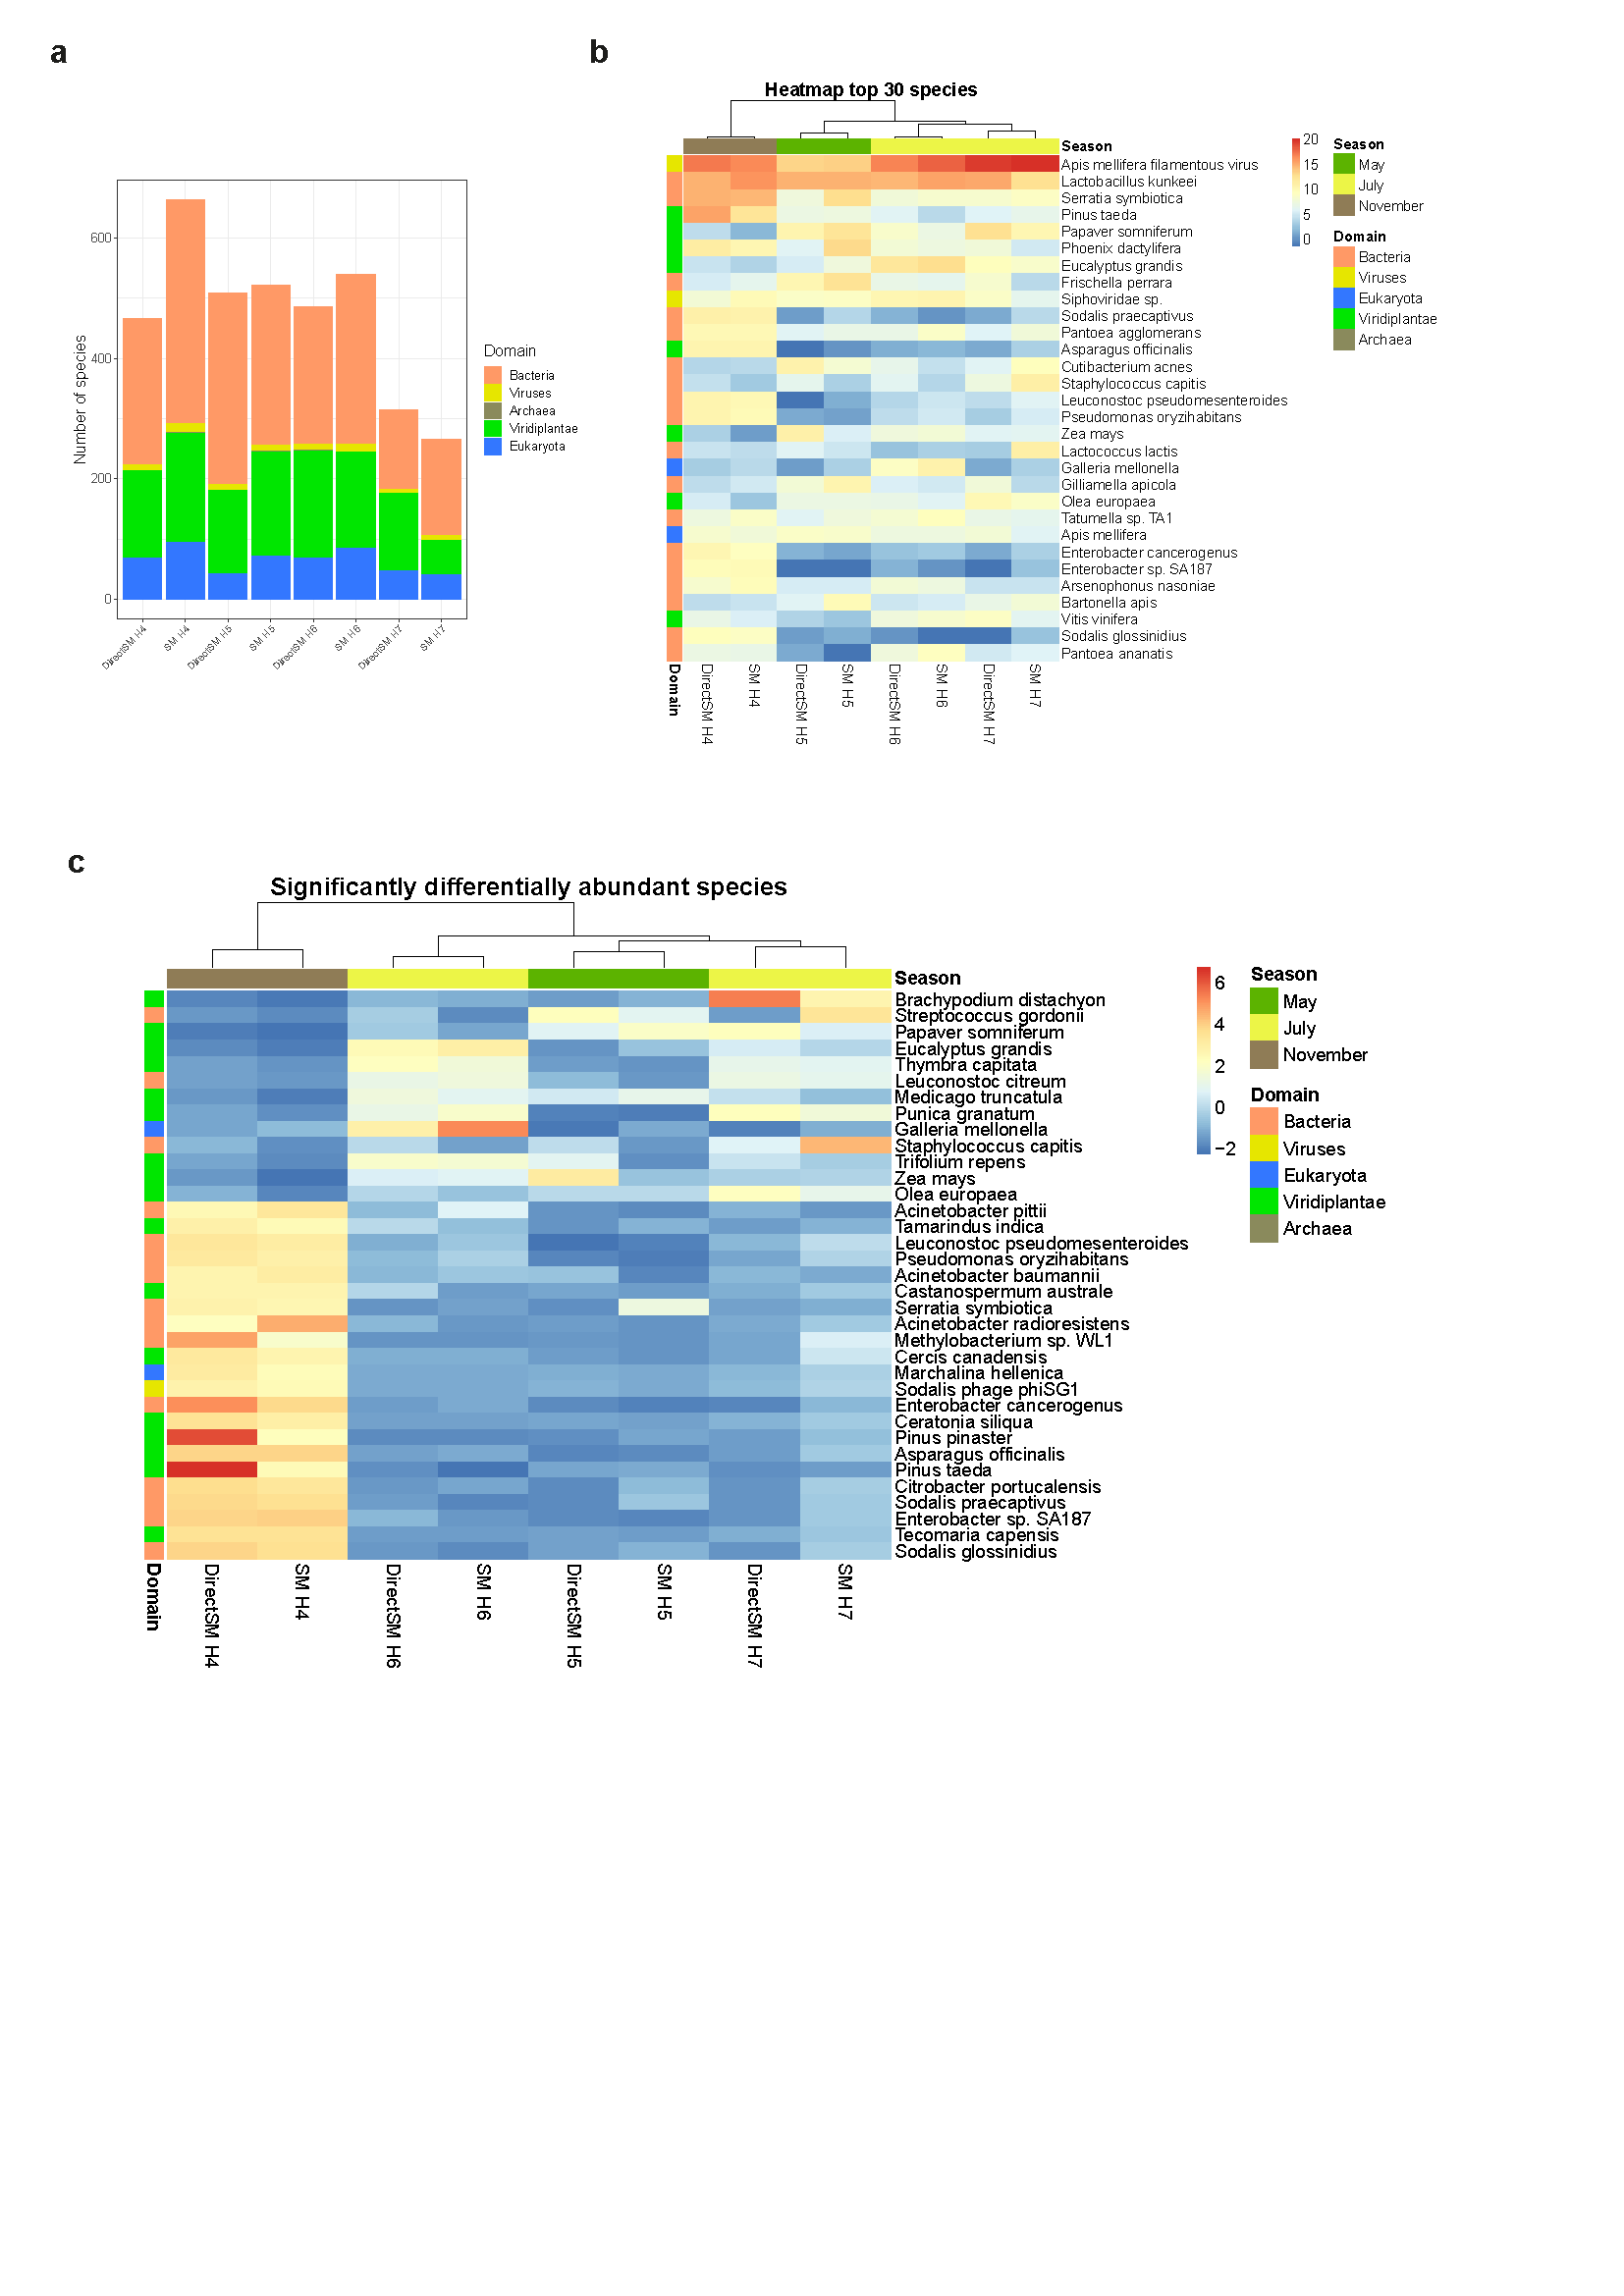 a
Number of species
600
400
200
0
DirectSM H4
SM H4
DirectSM H5
SM H5
DirectSM H6
SM H6
DirectSM H7
SM H7
Domain
Bacteria
Viruses
Archaea
Viridiplantae
Eukaryota
b
Heatmap top 30 species
Season
Apis mellifera filamentous virus
Lactobacillus kunkeei
Serratia symbiotica
Pinus taeda
Papaver somniferum
Phoenix dactylifera
Eucalyptus grandis
Frischella perrara
Siphoviridae sp.
Sodalis praecaptivus
Pantoea agglomerans
Asparagus officinalis
Cutibacterium acnes
Staphylococcus capitis
Leuconostoc pseudomesenteroides
Pseudomonas oryzihabitans
Zea mays
Lactococcus lactis
Galleria mellonella
Gilliamella apicola
Olea europaea
Tatumella sp. TA1
Apis mellifera
Enterobacter cancerogenus
Enterobacter sp. SA187
Arsenophonus nasoniae
Bartonella apis
Vitis vinifera
Sodalis glossinidius
Pantoea ananatis
Domain
DirectSM H4
SM H4
DirectSM H5
SM H5
DirectSM H6
SM H6
DirectSM H7
SM H7
20
15
10
5
0
Season
May
July
November
Domain
Bacteria
Viruses
Eukaryota
Viridiplantae
Archaea
c
Significantly differentially abundant species
Season
Brachypodium distachyon
Streptococcus gordonii
Papaver somniferum
Eucalyptus grandis
Thymbra capitata
Leuconostoc citreum
Medicago truncatula
Punica granatum
Galleria mellonella
Staphylococcus capitis
Trifolium repens
Zea mays
Olea europaea
Acinetobacter pittii
Tamarindus indica
Leuconostoc pseudomesenteroides
Pseudomonas oryzihabitans
Acinetobacter baumannii
Castanospermum australe
Serratia symbiotica
Acinetobacter radioresistens
Methylobacterium sp. WL1
Cercis canadensis
Marchalina hellenica
Sodalis phage phiSG1
Enterobacter cancerogenus
Ceratonia siliqua
Pinus pinaster
Asparagus officinalis
Pinus taeda
Citrobacter portucalensis
Sodalis praecaptivus
Enterobacter sp. SA187
Tecomaria capensis
Sodalis glossinidius
Domain
DirectSM H4
SM H4
DirectSM H6
SM H6
DirectSM H5
SM H5
DirectSM H7
SM H7
6
4
2
0
−2
Season
May
July
November
Domain
Bacteria
Viruses
Eukaryota
Viridiplantae
Archaea